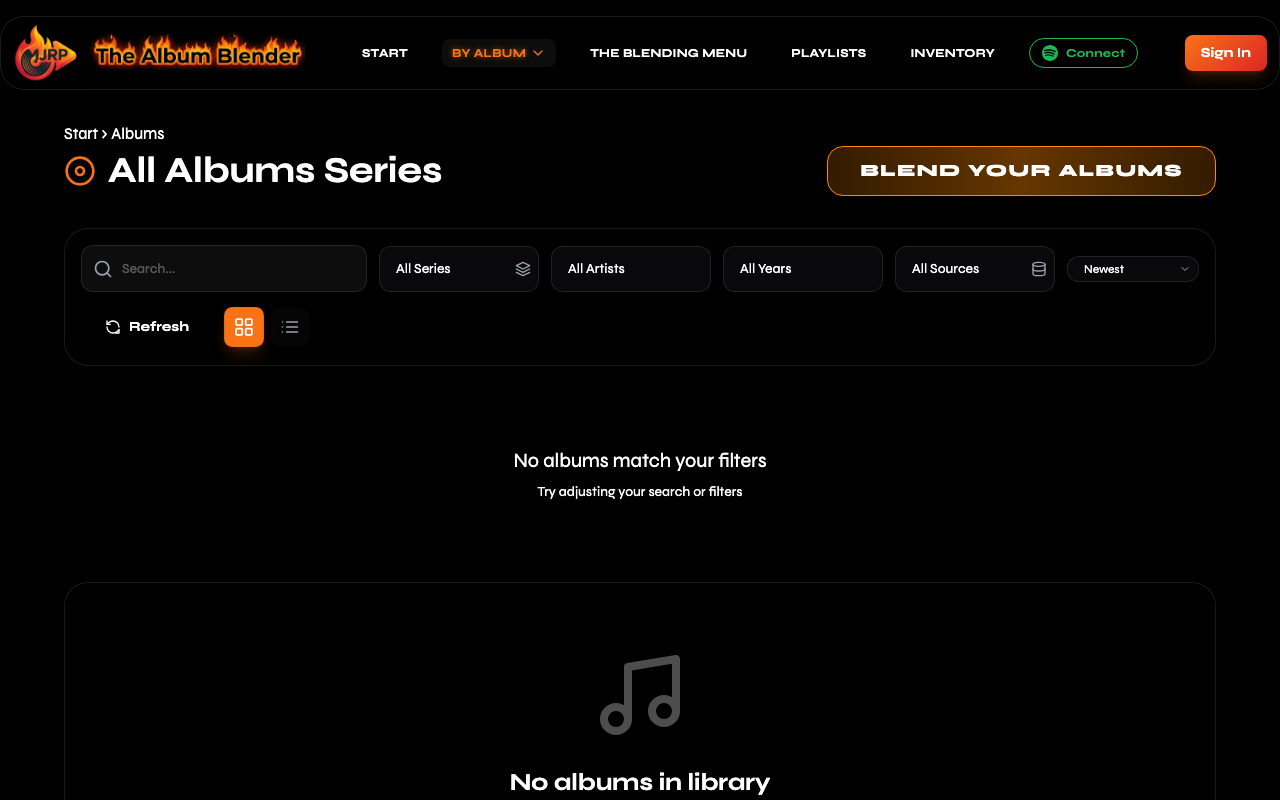 JRP The Album Blender START BY ALBUM THE BLENDING MENU PLAYLISTS INVENTORY Connect Sign In
Start > Albums
All Albums Series
BLEND YOUR ALBUMS
Search...
All Series
All Artists
All Years
All Sources
Newest
Refresh
No albums match your filters
Try adjusting your search or filters
No albums in library